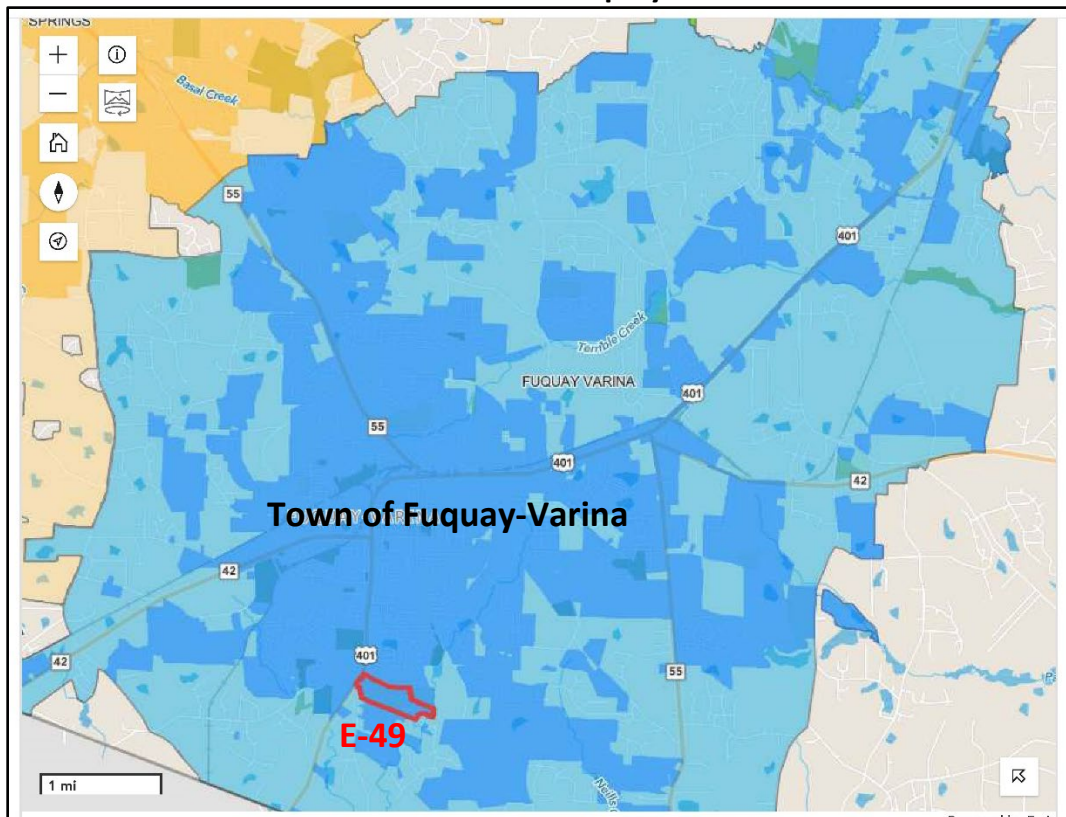 SPRINGS
Basal Creek
55
401
Terrible Creek
FUQUAY VARINA
401
55
401
42
Town of Fuquay-Varina
42
401
42
55
E-49
1 mi